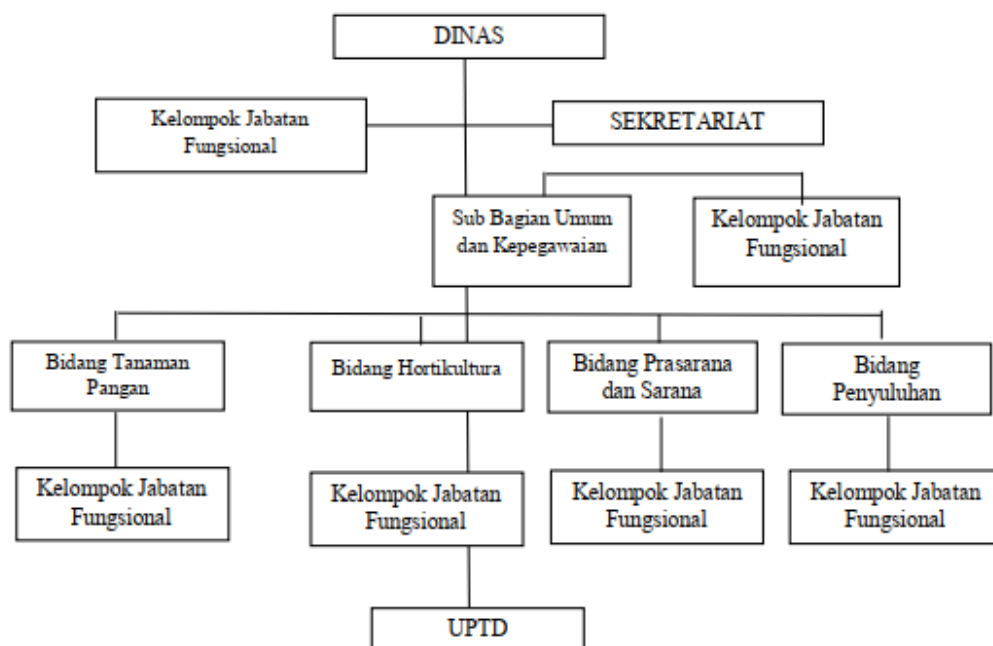 DINAS
Kelompok Jabatan
Fungsional
SEKRETARIAT
Sub Bagian Umum
dan Kepegawaian
Kelompok Jabatan
Fungsional
Bidang Tanaman
Pangan
Bidang Hortikultura
Bidang Prasarana
dan Sarana
Bidang
Penyuluhan
Kelompok Jabatan
Fungsional
Kelompok Jabatan
Fungsional
Kelompok Jabatan
Fungsional
Kelompok Jabatan
Fungsional
UPTD